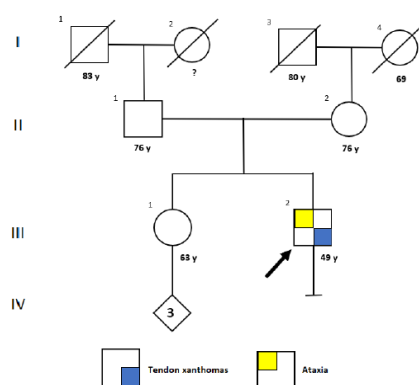 1 2 3 4
I
83 y ? 80 y 69
1 2
II
76 y 76 y
1 2
III
63 y 49 y
IV
3
Tendon xanthomas Ataxia